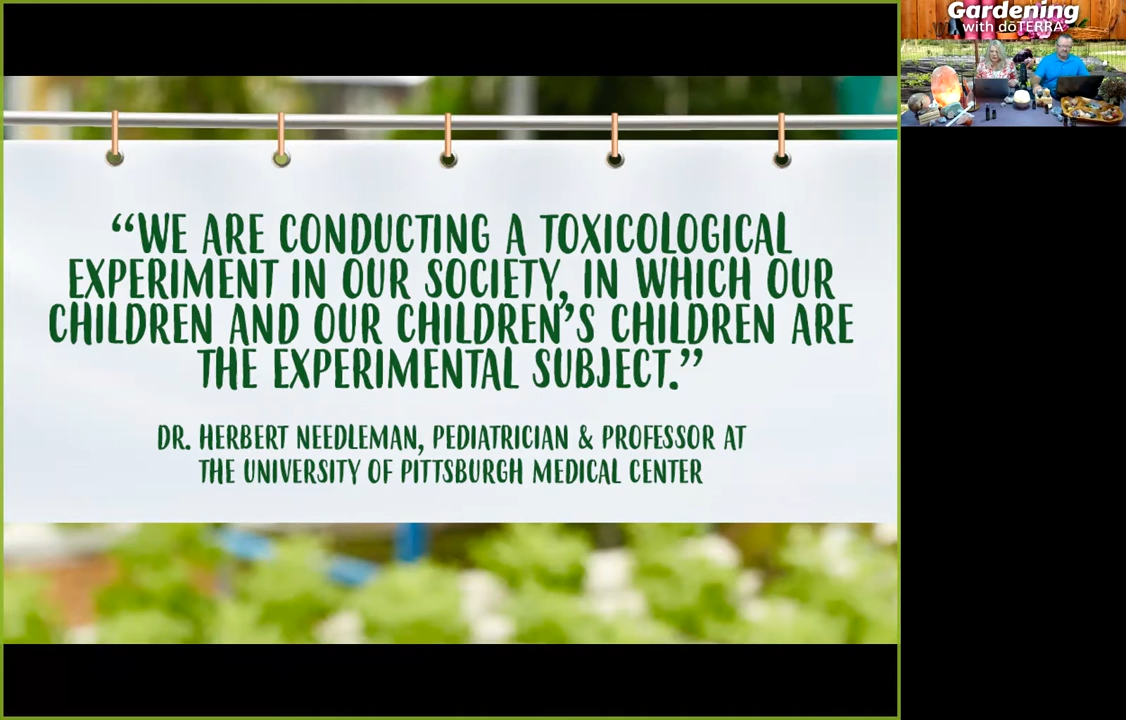 “WE ARE CONDUCTING A TOXICOLOGICAL
EXPERIMENT IN OUR SOCIETY, IN WHICH OUR
CHILDREN AND OUR CHILDREN’S CHILDREN ARE
THE EXPERIMENTAL SUBJECT.”
DR. HERBERT NEEDLEMAN, PEDIATRICIAN & PROFESSOR AT
THE UNIVERSITY OF PITTSBURGH MEDICAL CENTER
Gardening
with dōTERRA